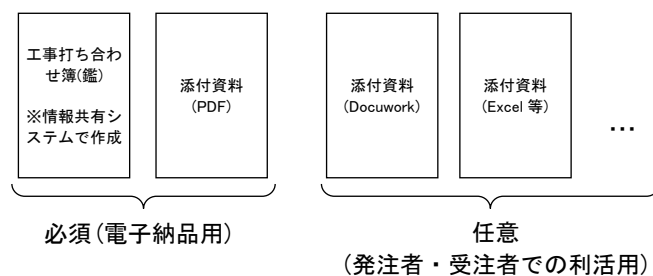 工事打ち合わ
せ簿(鑑)
※情報共有シ
ステムで作成
添付資料
(PDF)
添付資料
(Docuwork)
添付資料
(Excel 等)
…
必須(電子納品用)
任意
(発注者・受注者での利活用)